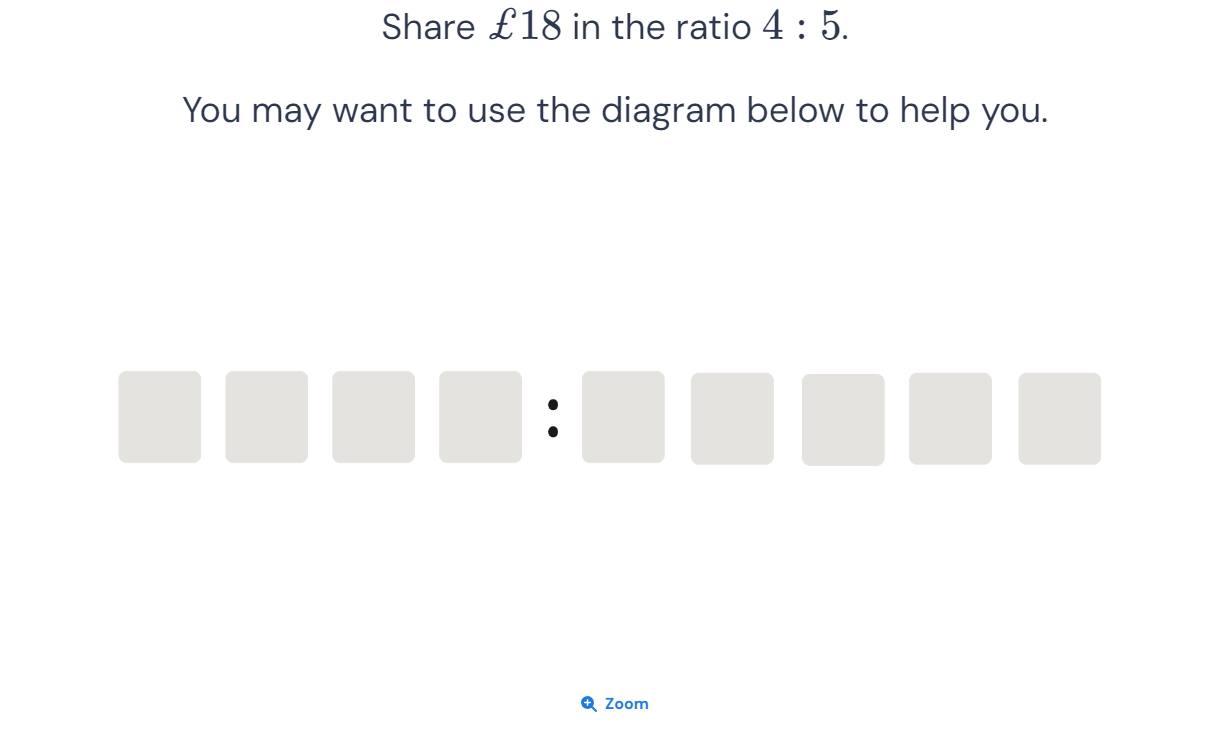 Share £18 in the ratio 4 : 5.
You may want to use the diagram below to help you.
:
Zoom